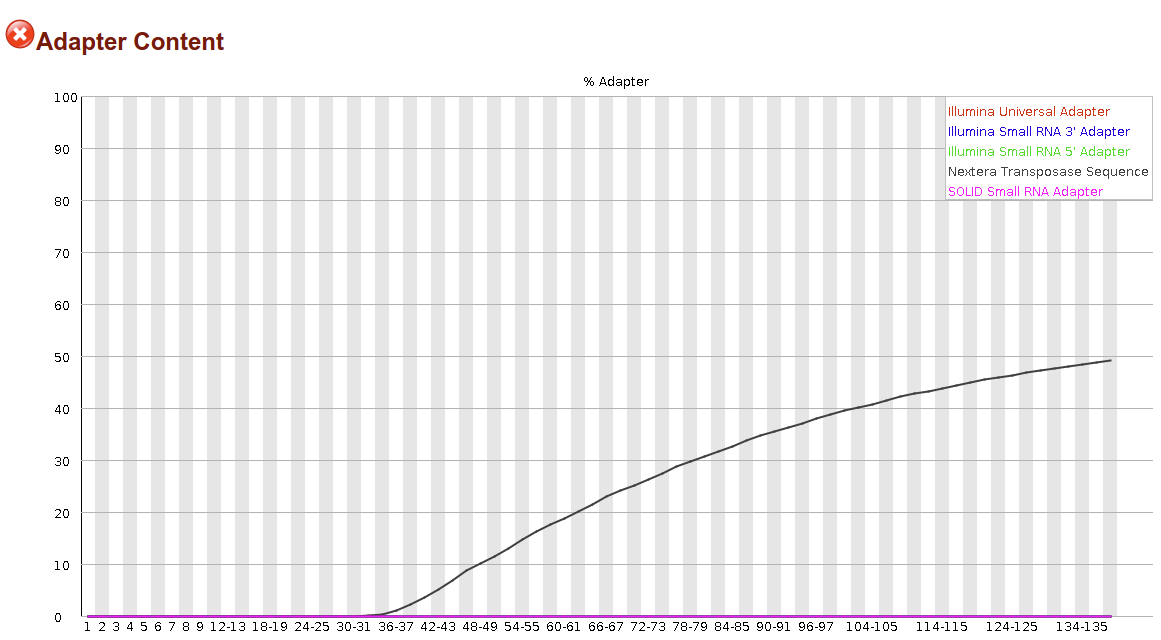 Adapter Content
% Adapter
100
90
80
70
60
50
40
30
20
10
0
Illumina Universal Adapter
Illumina Small RNA 3' Adapter
Illumina Small RNA 5' Adapter
Nextera Transposase Sequence
SOLID Small RNA Adapter
1 2 3 4 5 6 7 8 9 12-13 18-19 24-25 30-31 36-37 42-43 48-49 54-55 60-61 66-67 72-73 78-79 84-85 90-91 96-97 104-105 114-115 124-125 134-135